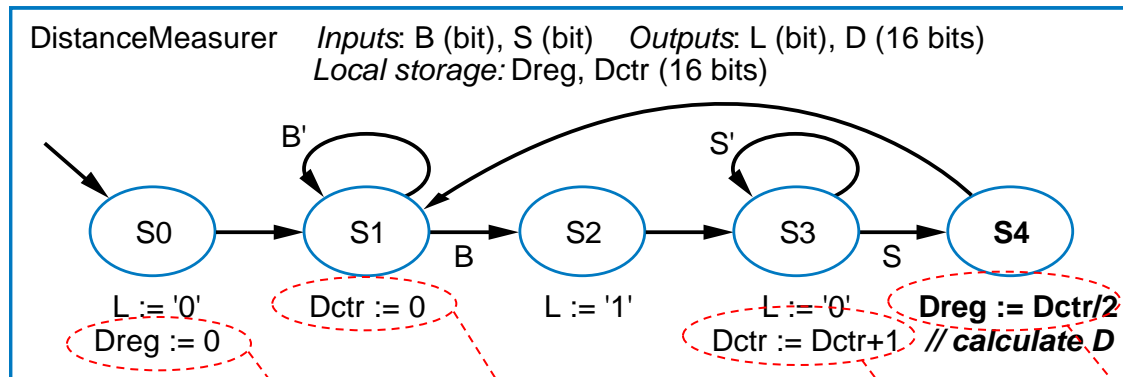 DistanceMeasurer Inputs: B (bit), S (bit) Outputs: L (bit), D (16 bits)
Local storage: Dreg, Dctr (16 bits)
B'
S'
S0
S1
S2
S3
S4
B
S
L := '0'
Dctr := 0
L := '1'
L := '0'
Dreg := Dctr/2
Dreg := 0
Dctr := Dctr+1
// calculate D